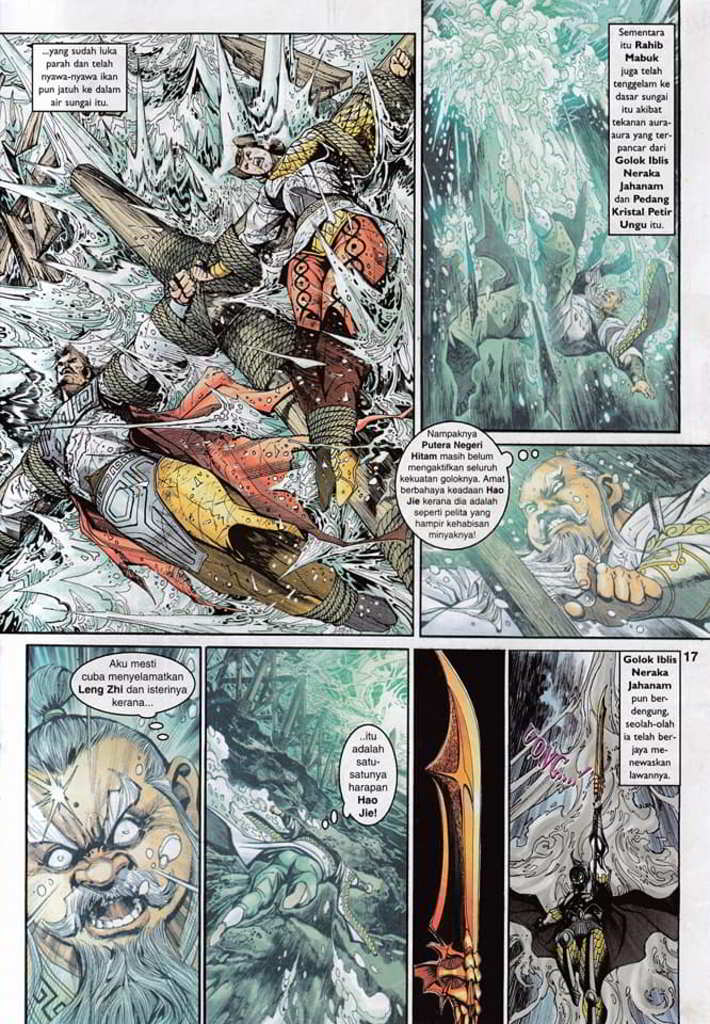 ...yang sudah luka
parah dan telah
nyawa-nyawa ikan
pun jatuh ke dalam
air sungai itu.
Sementara
itu Rahib
Mabuk
juga telah
tenggelam ke
dasar sungai
itu akibat
tekanan aura-
aura yang ter-
pancar dari
Golok Iblis
Neraka
Jahanam
dan Pedang
Kristal Petir
Ungu itu.
Nampaknya
Putera Negeri
Hitam masih belum
mengaktifkan seluruh
kekuatan goloknya. Amat
berbahaya keadaan Hao
Jie kerana dia adalah
seperti pelita yang
hampir kehabisan
minyaknya!
Aku mesti
cuba menyelamatkan
Leng Zhi dan isterinya
kerana...
..itu
adalah
satu-
satunya
harapan
Hao
Jie!
Golok Iblis
Neraka
Jahanam
pun ber-
dengung,
seolah-olah
ia telah ber-
jaya me-
newaskan
lawannya.
17